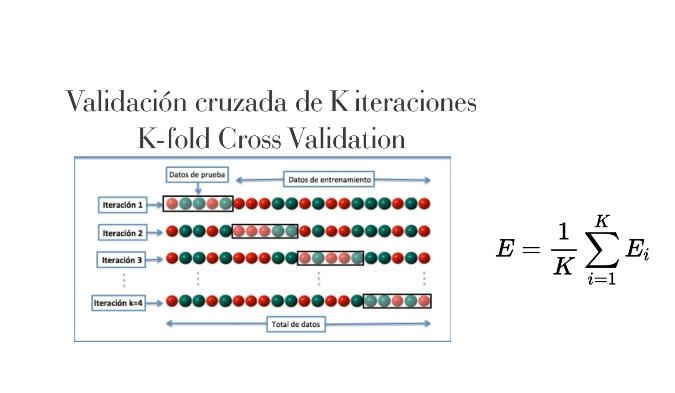 Validación cruzada de K iteraciones
K-fold Cross Validation
Datos de prueba
Datos de entrenamiento
Iteración 1
Iteración 2
Iteración 3
Iteración k=4
Total de datos
E = \frac{1}{K} \sum_{i=1}^{K} E_i